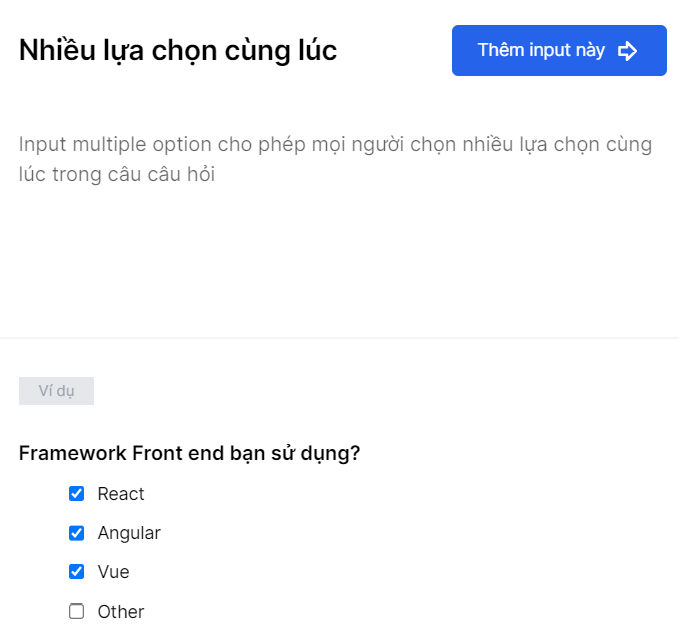 Nhiều lựa chọn cùng lúc
Thêm input này
Input multiple option cho phép mọi người chọn nhiều lựa chọn cùng
lúc trong câu câu hỏi
Ví dụ
Framework Front end bạn sử dụng?
React
Angular
Vue
Other